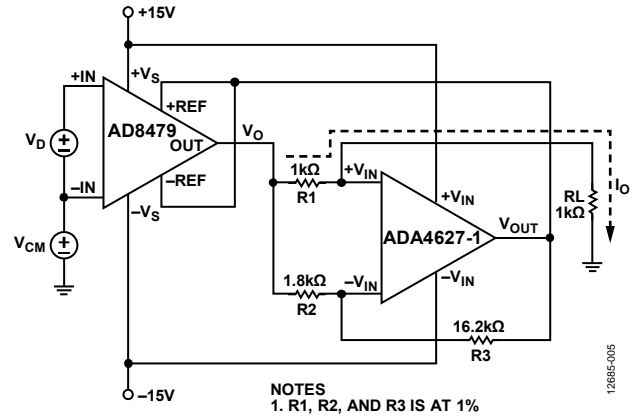 +15V
+IN
+VS
+REF
AD8479
OUT
VO
VD
–IN
–REF
–VS
VCM
1kΩ
R1
+VIN
+VIN
ADA4627-1
VOUT
RL
1kΩ
IO
1.8kΩ
R2
–VIN
–VIN
16.2kΩ
R3
–15V
NOTES
1. R1, R2, AND R3 IS AT 1%
12685-005